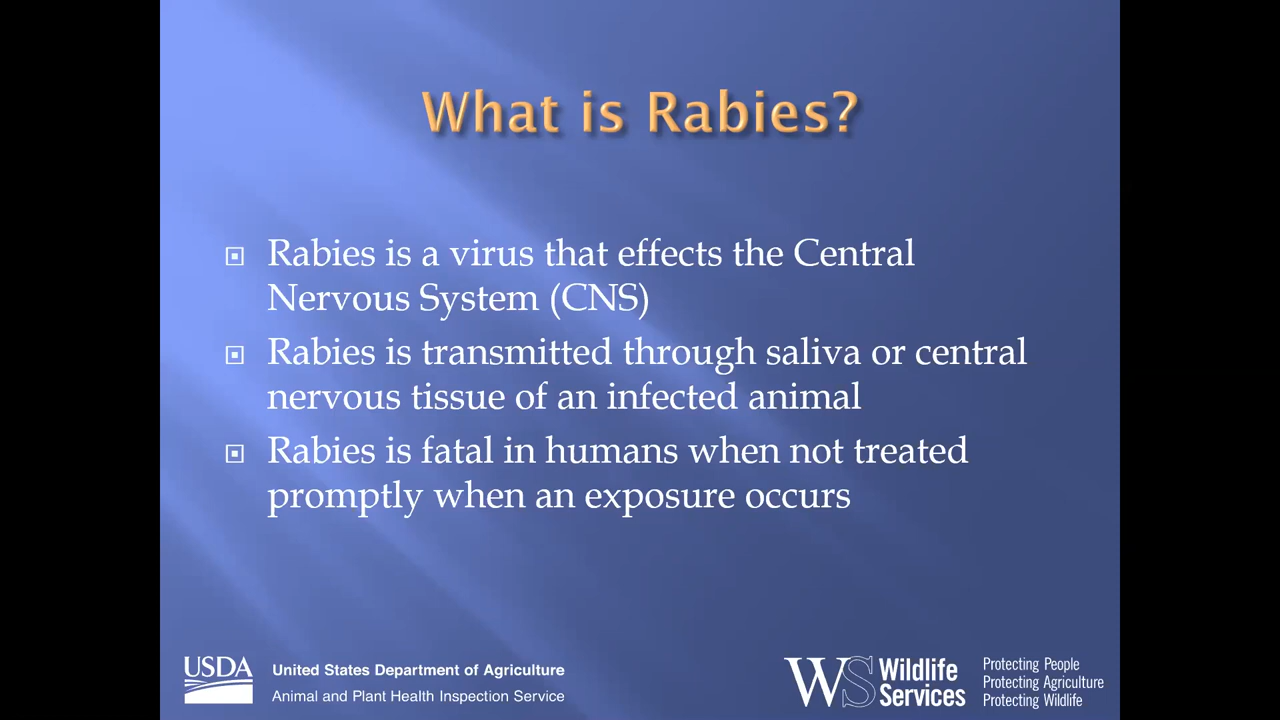 What is Rabies?
Rabies is a virus that effects the Central
Nervous System (CNS)
Rabies is transmitted through saliva or central
nervous tissue of an infected animal
Rabies is fatal in humans when not treated
promptly when an exposure occurs
USDA
United States Department of Agriculture
Animal and Plant Health Inspection Service
WS
Wildlife
Services
Protecting People
Protecting Agriculture
Protecting Wildlife